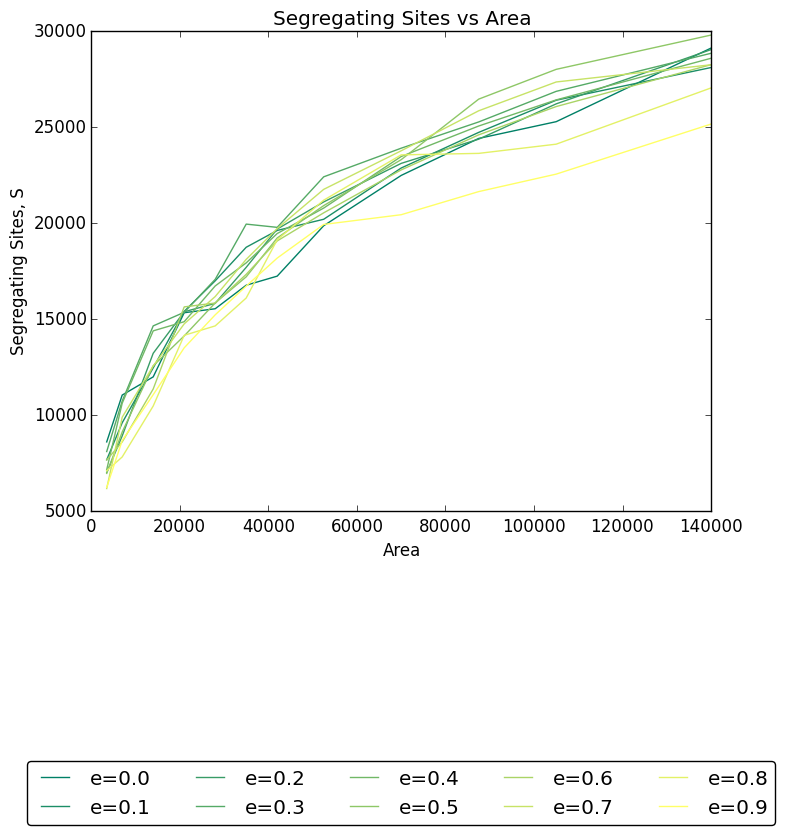 Segregating Sites vs Area
30000
25000
20000
15000
10000
5000
Segregating Sites, S
0 20000 40000 60000 80000 100000 120000 140000
Area
e=0.0 e=0.2 e=0.4 e=0.6 e=0.8
e=0.1 e=0.3 e=0.5 e=0.7 e=0.9